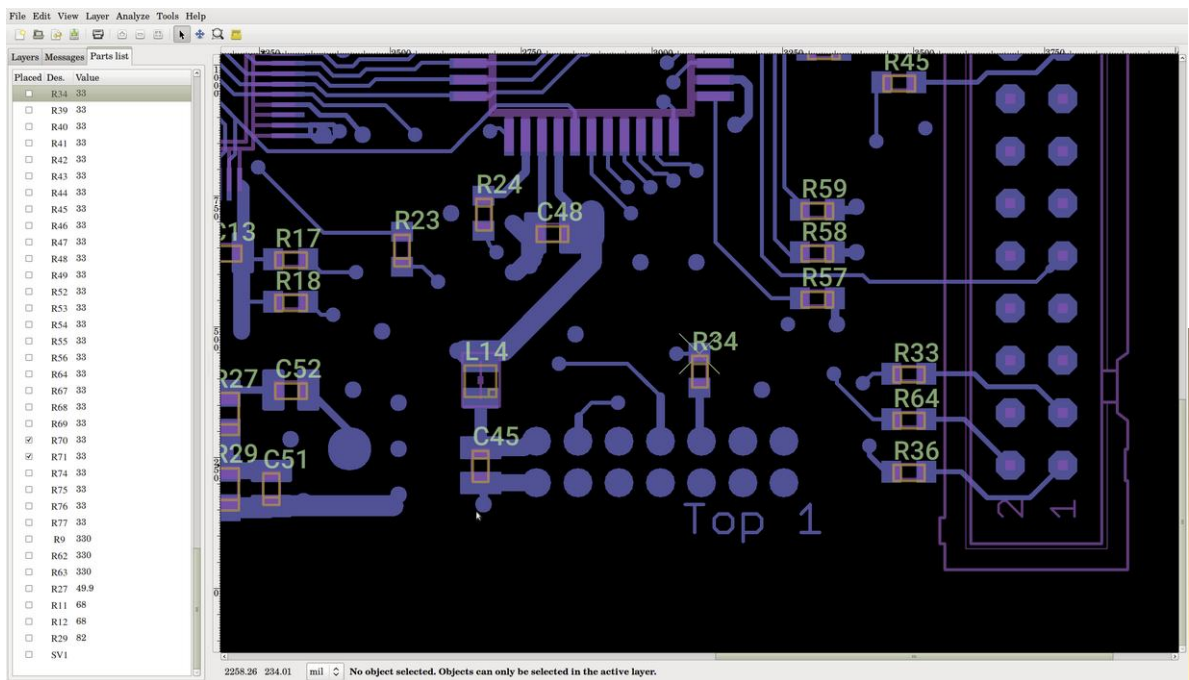 File Edit View Layer Analyze Tools Help
Layers Messages Parts list
Placed Des. Value
R34 33
R39 33
R40 33
R41 33
R42 33
R43 33
R44 33
R45 33
R46 33
R47 33
R48 33
R49 33
R52 33
R53 33
R54 33
R55 33
R56 33
R64 33
R67 33
R68 33
R69 33
R70 33
R71 33
R74 33
R75 33
R76 33
R77 33
R9 330
R62 330
R63 330
R27 49.9
R11 68
R12 68
R29 82
SV1
R45
R24
R59
C48
R23
C13 R17
R58
R18
R57
L14
R34
R33
R27 C52
R64
C45
R29 C51
R36
Top 1
2 1
2258.26 234.01 mil No object selected. Objects can only be selected in the active layer.